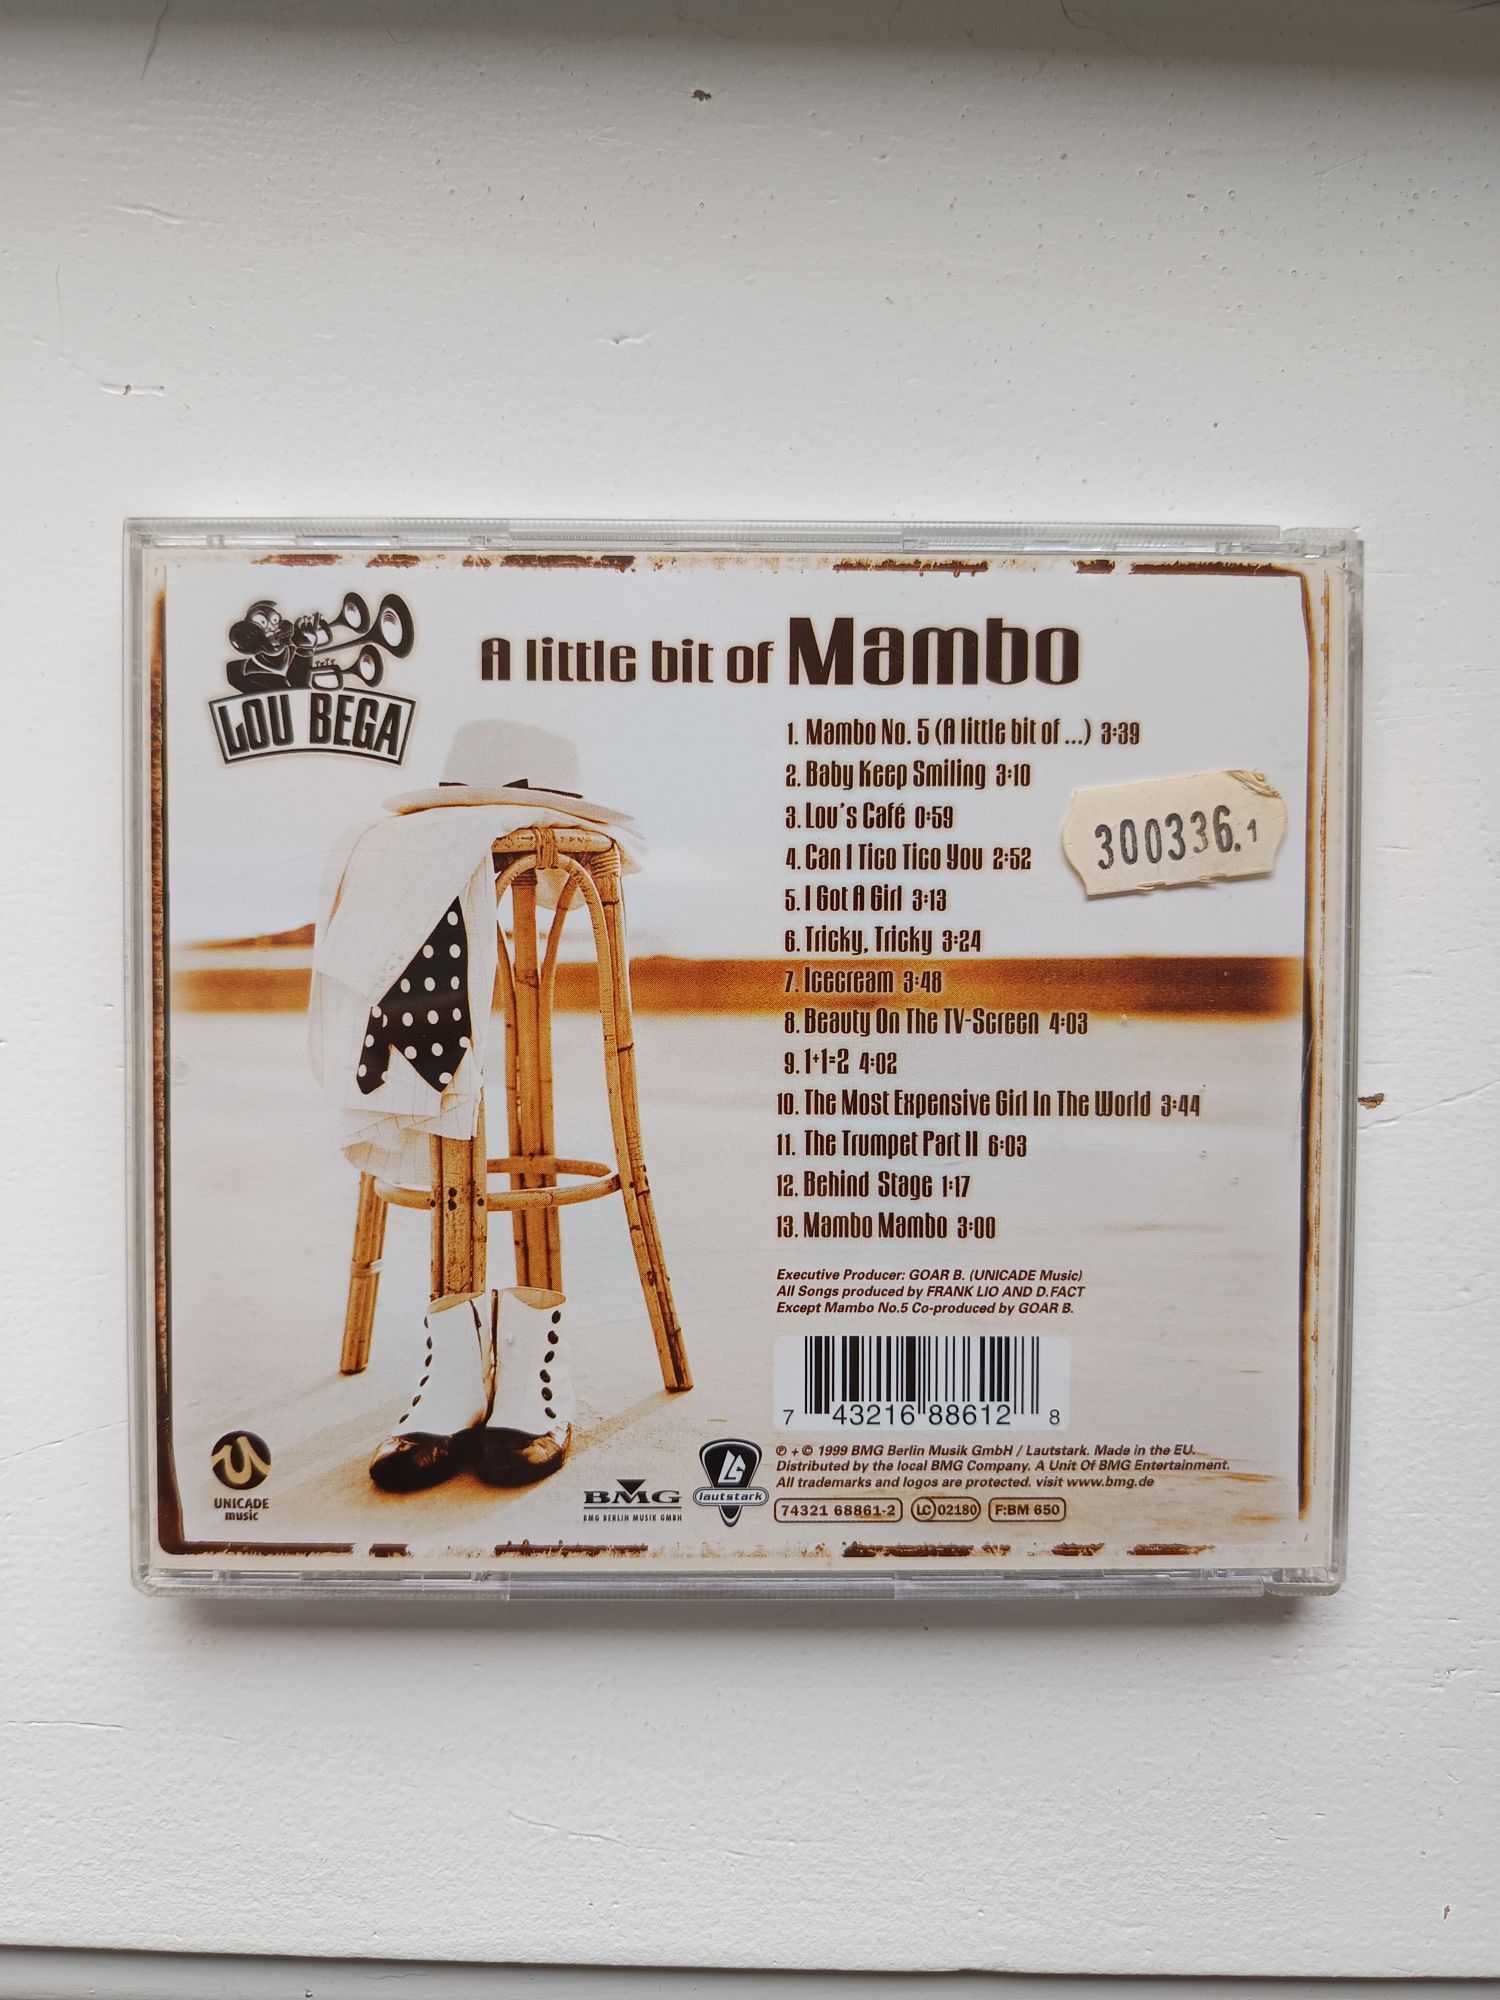 LOU BEGA
A little bit of Mambo
1. Mambo No. 5 (A little bit of ...) 3:39
2. Baby Keep Smiling 3:10
3. Lou's Café 0:59
4. Can I Tico Tico You 2:52
5. I Got A Girl 3:13
6. Tricky, Tricky 3:24
7. Icecream 3:48
8. Beauty On The TV-Screen 4:03
9. 1+1=2 4:02
10. The Most Expensive Girl In The World 3:44
11. The Trumpet Part II 6:03
12. Behind Stage 1:17
13. Mambo Mambo 3:00
300336.1
Executive Producer: GOAR B. (UNICADE Music)
All Songs produced by FRANK LIO AND D.FACT
Except Mambo No.5 Co-produced by GOAR B.
7 43216 88612 8
UNICADE
music
BMG
BMG BERLIN MUSIK GMBH
LS
lautstark
℗ + © 1999 BMG Berlin Musik GmbH / Lautstark. Made in the EU.
Distributed by the local BMG Company. A Unit Of BMG Entertainment.
All trademarks and logos are protected. visit www.bmg.de
74321 68861-2 LC 02180 F:BM 650